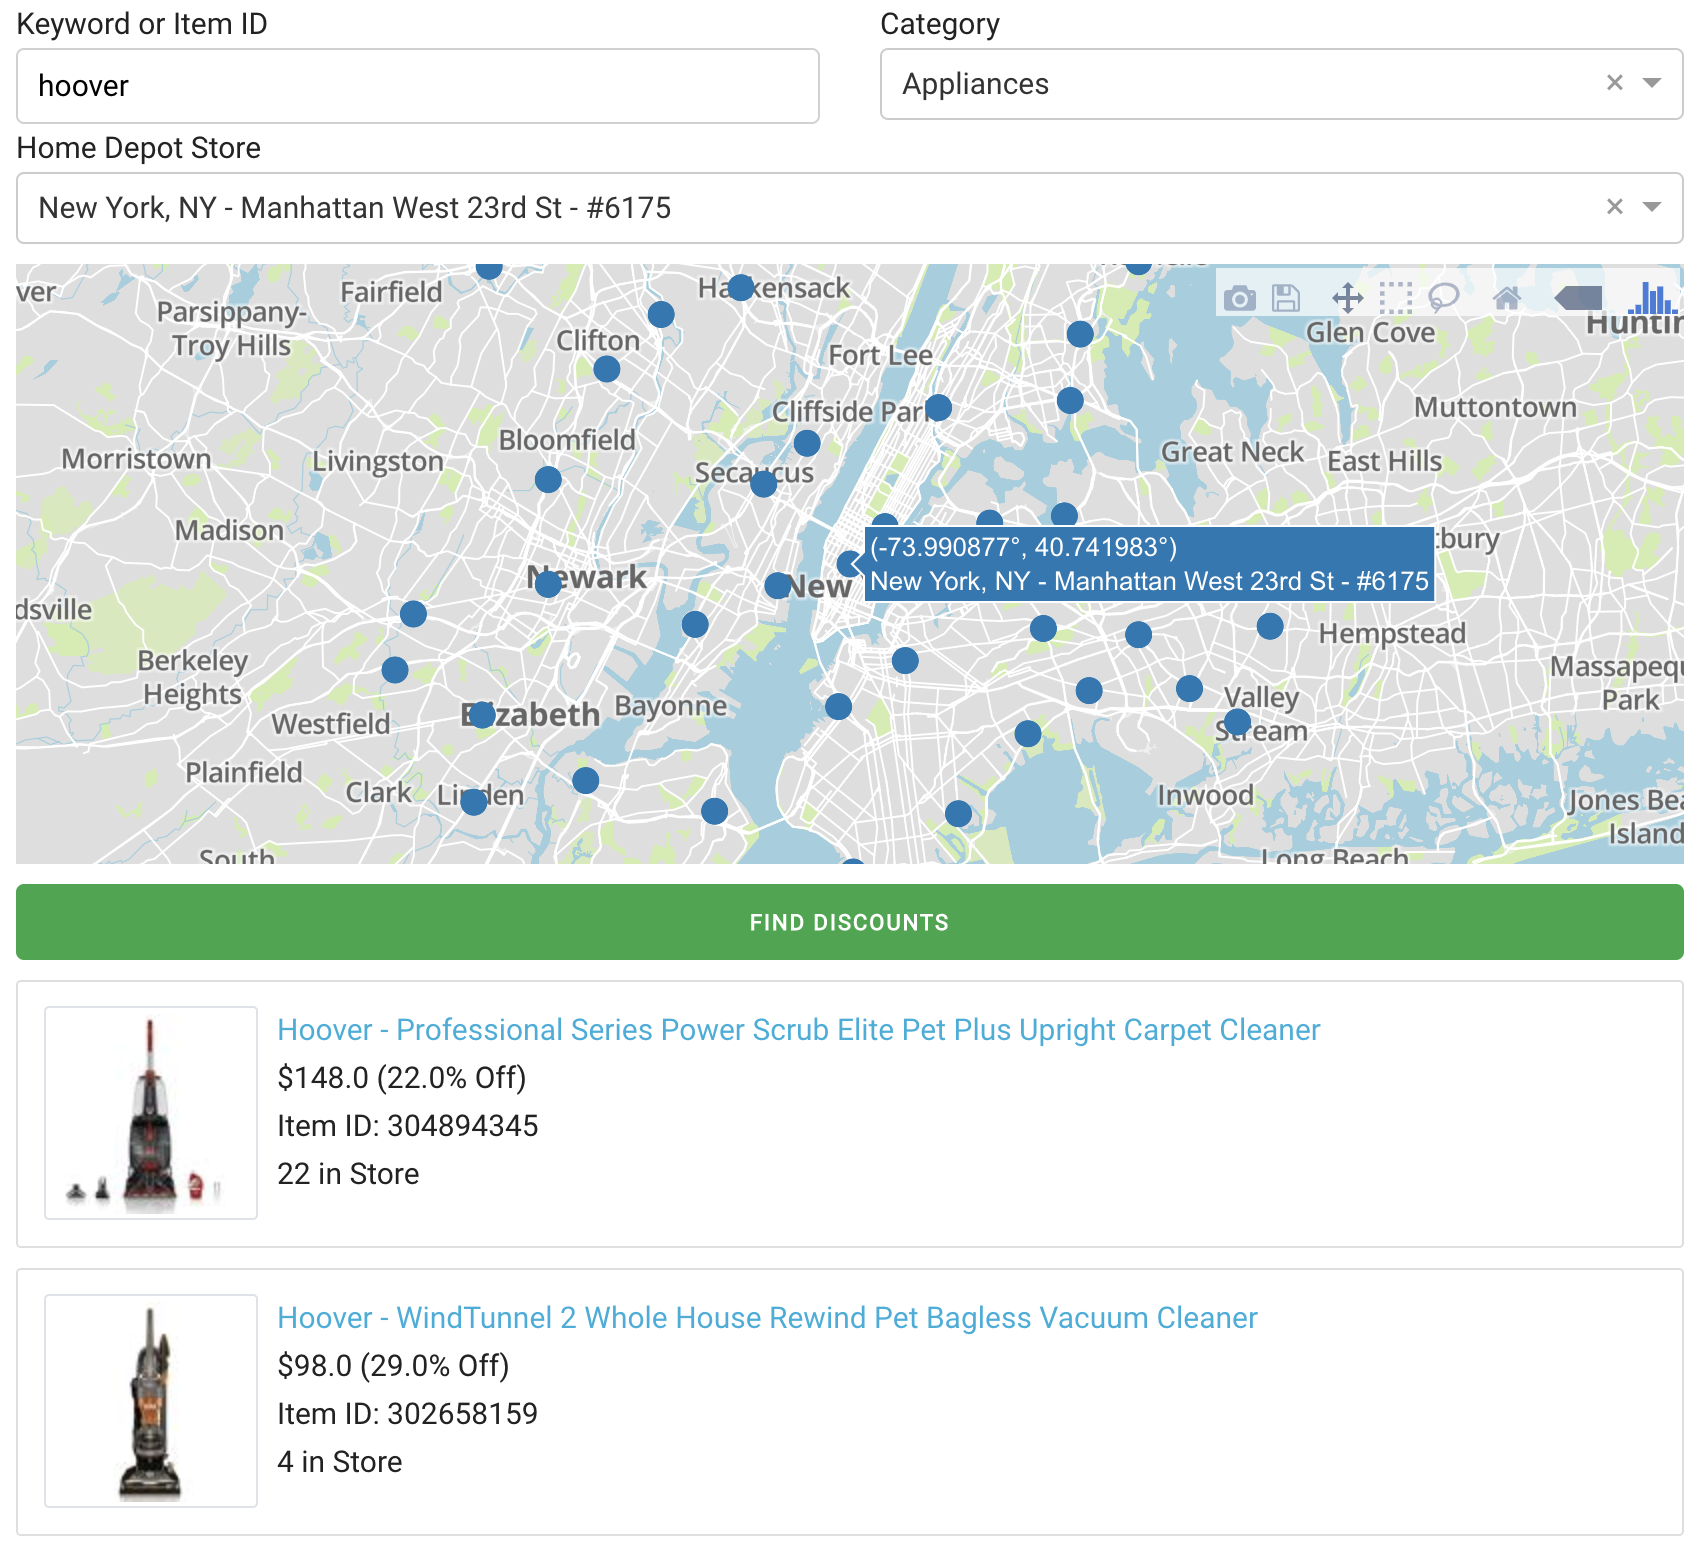 Keyword or Item ID
Category
hoover
Appliances
Home Depot Store
New York, NY - Manhattan West 23rd St - #6175
ver
Parsippany-
Troy Hills
Fairfield
Clifton
Fort Lee
Glen Cove
Cliffside Park
Muttontown
Bloomfield
Morristown
Livingston
Secaucus
Great Neck
East Hills
Madison
tbury
(-73.990877°, 40.741983°)
New York, NY - Manhattan West 23rd St - #6175
Newark
New
dsville
Hempstead
Berkeley
Heights
Massapequ
Park
Westfield
Elizabeth
Bayonne
Valley
Stream
Plainfield
Clark
Linden
Inwood
Jones Bea
Island
South
Long Beach
FIND DISCOUNTS
Hoover - Professional Series Power Scrub Elite Pet Plus Upright Carpet Cleaner
$148.0 (22.0% Off)
Item ID: 304894345
22 in Store
Hoover - WindTunnel 2 Whole House Rewind Pet Bagless Vacuum Cleaner
$98.0 (29.0% Off)
Item ID: 302658159
4 in Store